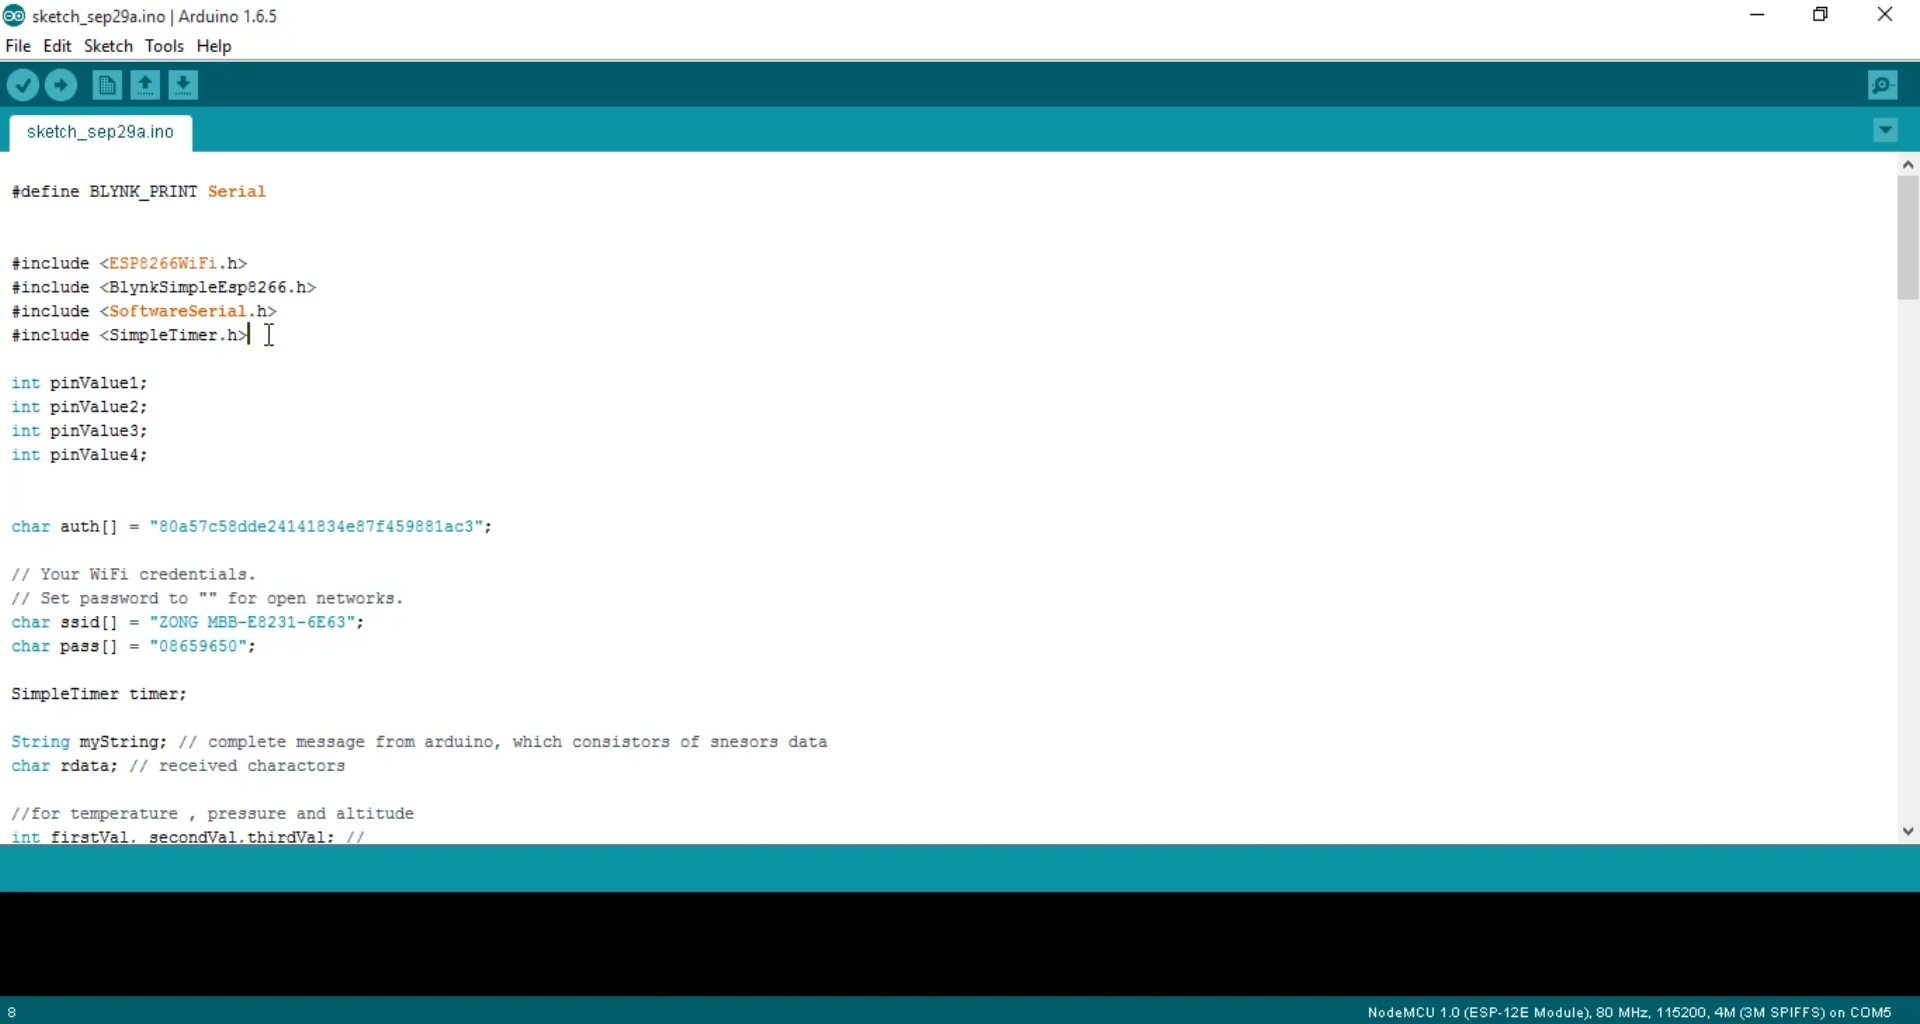 sketch_sep29a.ino | Arduino 1.6.5
File Edit Sketch Tools Help
sketch_sep29a.ino
#define BLYNK_PRINT Serial
#include <ESP8266WiFi.h>
#include <BlynkSimpleEsp8266.h>
#include <SoftwareSerial.h>
#include <SimpleTimer.h>
int pinValue1;
int pinValue2;
int pinValue3;
int pinValue4;
char auth[] = "80a57c58dde24141834e87f459881ac3";
// Your WiFi credentials.
// Set password to "" for open networks.
char ssid[] = "ZONG MBB-E8231-6E63";
char pass[] = "08659650";
SimpleTimer timer;
String myString; // complete message from arduino, which consistors of snesors data
char rdata; // received charactors
//for temperature , pressure and altitude
int firstVal, secondVal,thirdVal; //
8
NodeMCU 1.0 (ESP-12E Module), 80 MHz, 115200, 4M (3M SPIFFS) on COM5